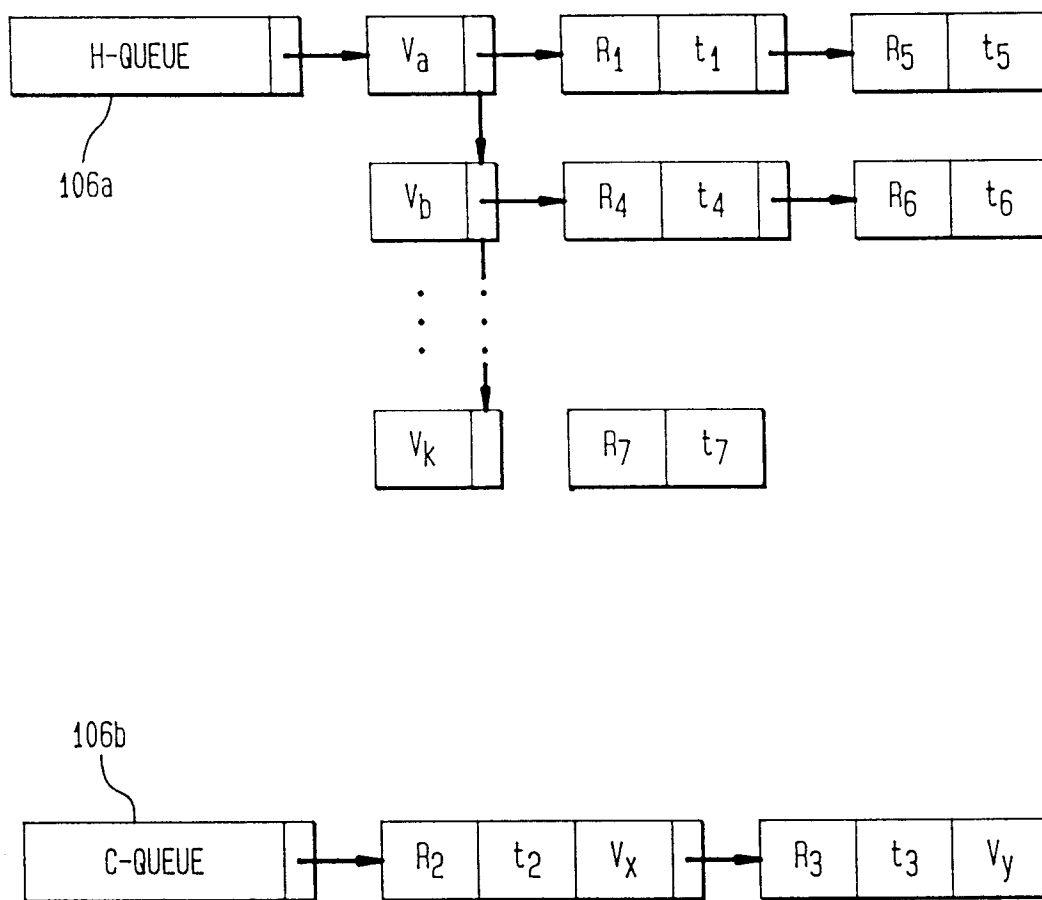 H-QUEUE Va R1 t1 R5 t5
106a
Vb R4 t4 R6 t6
Vk R7 t7
106b
C-QUEUE R2 t2 Vx R3 t3 Vy